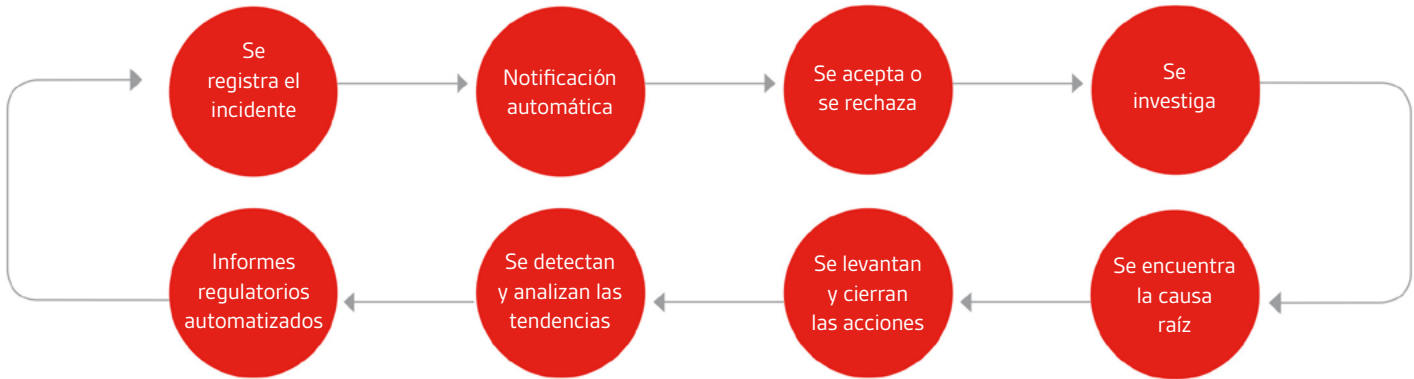 Se
registra el
incidente
Notificación
automática
Se acepta o
se rechaza
Se
investiga
Se encuentra
la causa
raíz
Se levantan
y cierran
las acciones
Se detectan
y analizan las
tendencias
Informes
regulatorios
automatizados